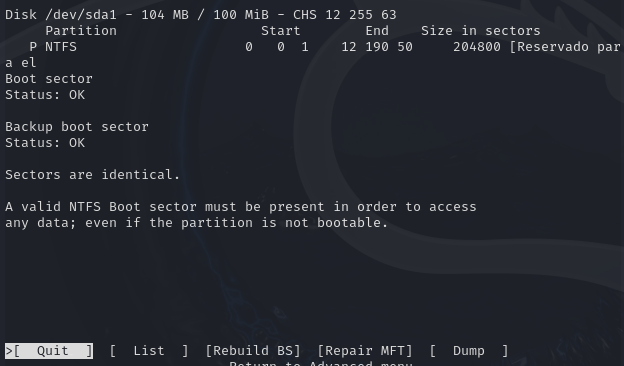 Disk /dev/sda1 - 104 MB / 100 MiB - CHS 12 255 63
     Partition                  Start        End    Size in sectors
   P NTFS                     0   0  1    12 190 50     204800 [Reservado par
a el
Boot sector
Status: OK

Backup boot sector
Status: OK

Sectors are identical.

A valid NTFS Boot sector must be present in order to access
any data; even if the partition is not bootable.

>[  Quit  ]  [  List  ]  [Rebuild BS]  [Repair MFT]  [  Dump  ]
                            Return to Advanced menu